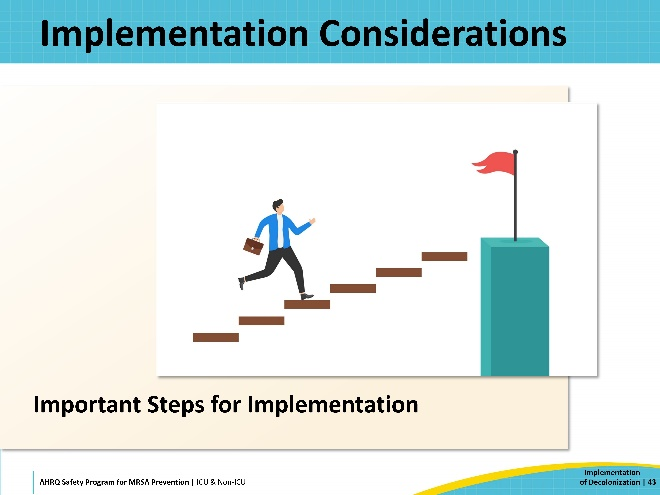 Implementation Considerations
Important Steps for Implementation
AHRQ Safety Program for MRSA Prevention | ICU & Non-ICU
Implementation
of Decolonization | 43